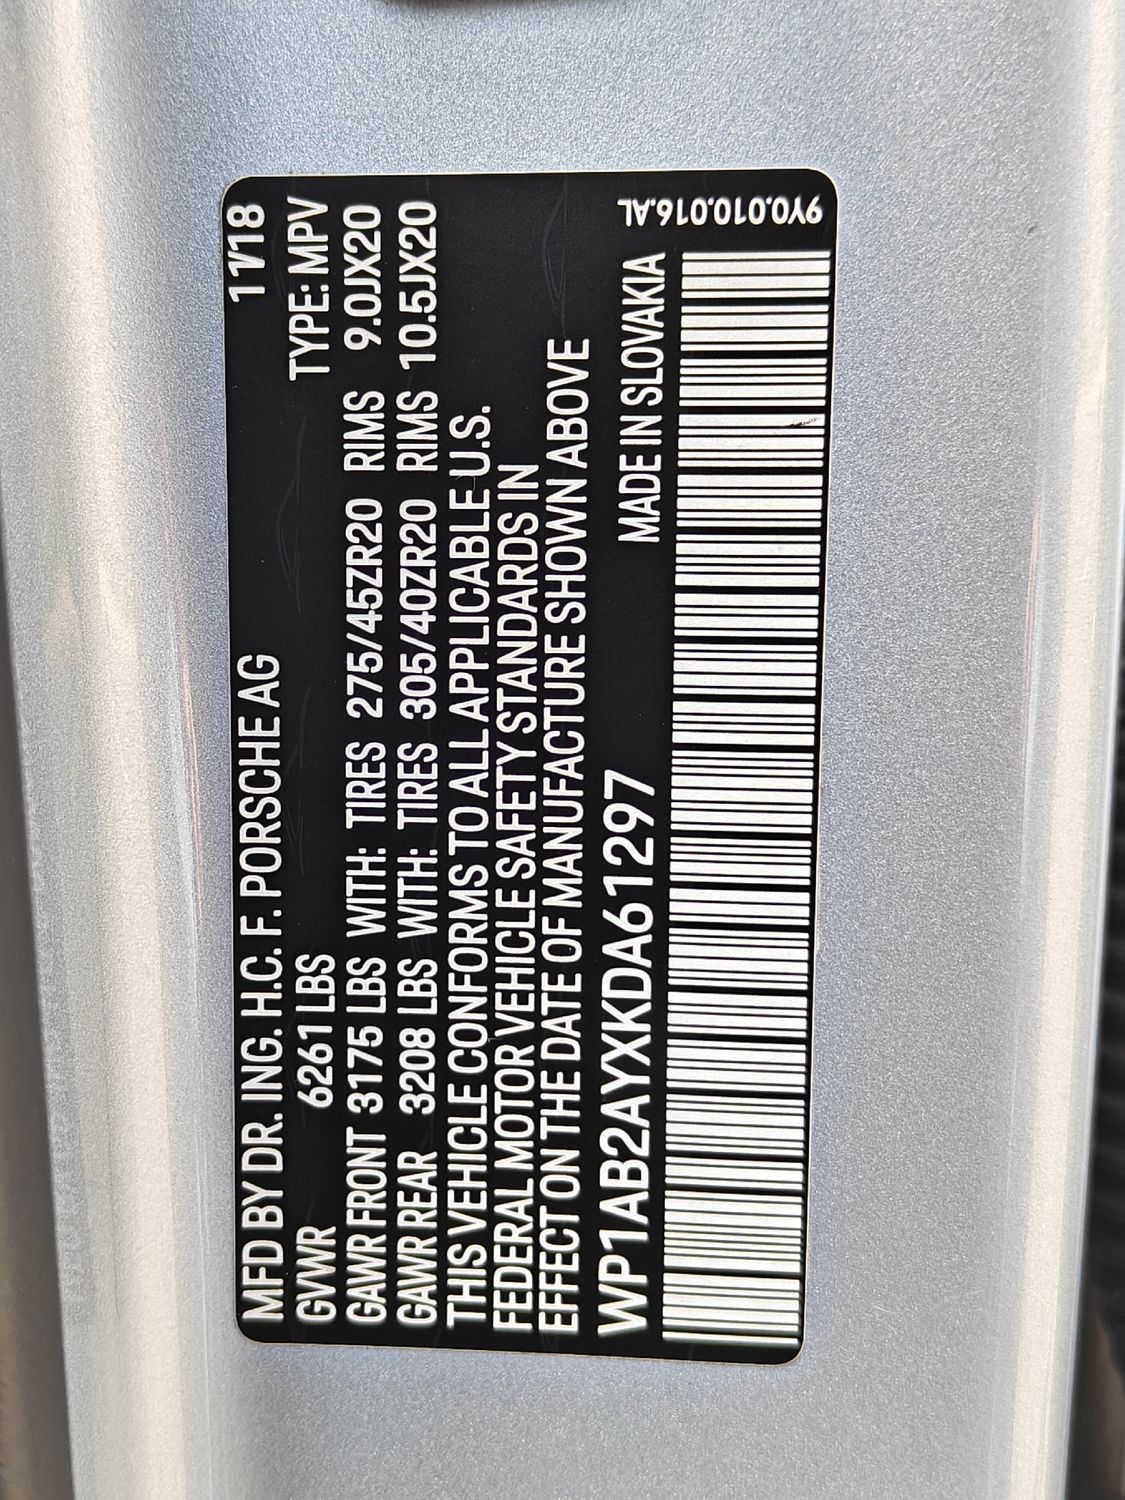 MFD BY DR. ING. H.C. F. PORSCHE AG 11/18
GVWR 6261 LBS TYPE: MPV
GAWR FRONT 3175 LBS WITH: TIRES 275/45ZR20 RIMS 9.0JX20
GAWR REAR 3208 LBS WITH: TIRES 305/40ZR20 RIMS 10.5JX20
THIS VEHICLE CONFORMS TO ALL APPLICABLE U.S.
FEDERAL MOTOR VEHICLE SAFETY STANDARDS IN
EFFECT ON THE DATE OF MANUFACTURE SHOWN ABOVE
WP1AB2AYXKDA61297 MADE IN SLOVAKIA
9Y0.010.016.AL